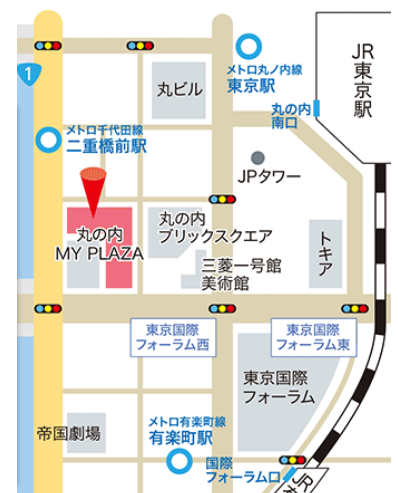 JR
東京駅
1
メトロ丸ノ内線
東京駅
丸ビル
丸の内
南口
メトロ千代田線
二重橋前駅
JPタワー
丸の内
MY PLAZA
丸の内
ブリックスクエア
トキア
三菱一号館
美術館
東京国際
フォーラム西
東京国際
フォーラム東
東京国際
フォーラム
帝国劇場
メトロ有楽町線
有楽町駅
国際
フォーラム口
JR